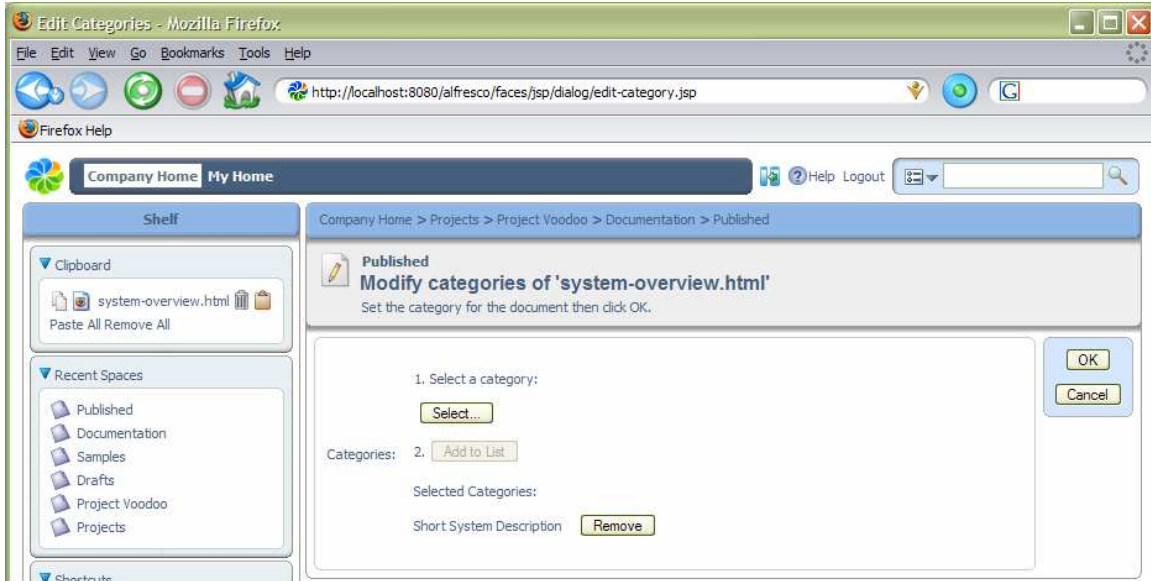 Edit Categories - Mozilla Firefox
File Edit View Go Bookmarks Tools Help
http://localhost:8080/alfresco/faces/jsp/dialog/edit-category.jsp
G
Firefox Help
Company Home My Home
Help Logout
Shelf
Company Home > Projects > Project Voodoo > Documentation > Published
Clipboard
system-overview.html
Paste All Remove All
Published
Modify categories of 'system-overview.html'
Set the category for the document then click OK.
Recent Spaces
Published
Documentation
Samples
Drafts
Project Voodoo
Projects
Shortcuts
1. Select a category:
Select...
Categories: 2. Add to List
Selected Categories:
Short System Description Remove
OK
Cancel